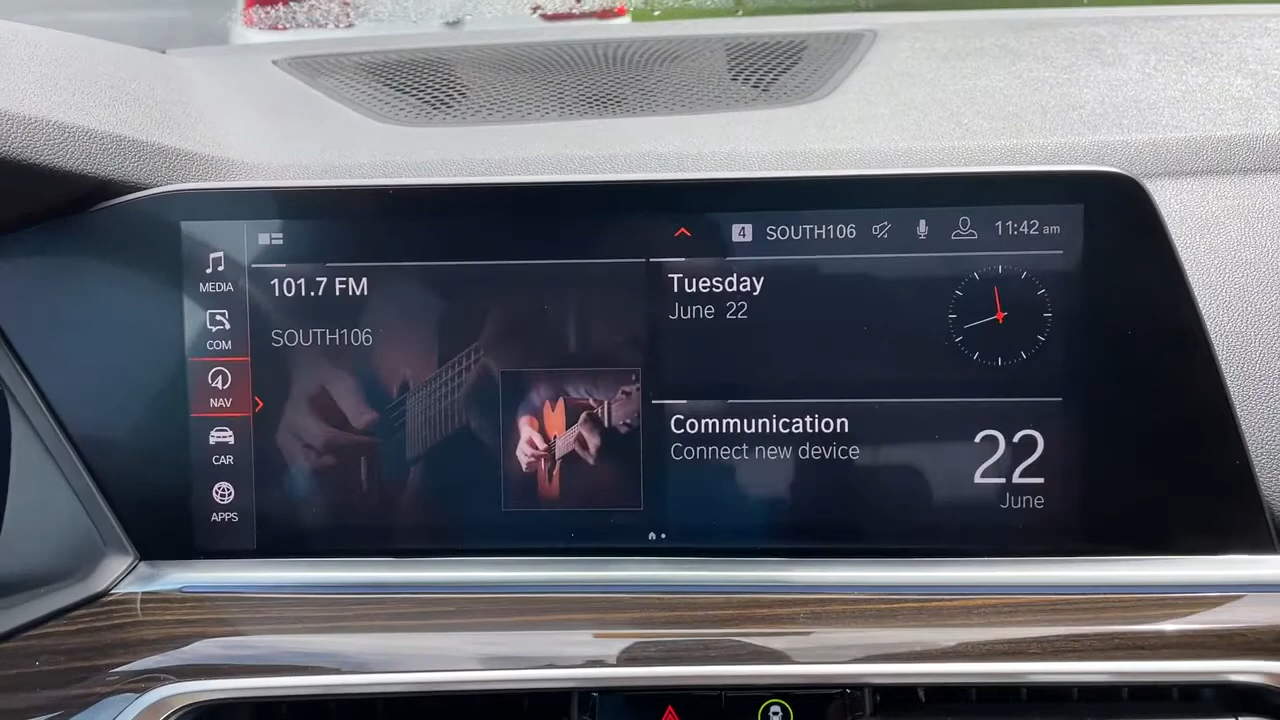 MEDIA
COM
NAV
CAR
APPS
4 SOUTH106 11:42 am
101.7 FM
SOUTH106
Tuesday
June 22
Communication
Connect new device
22
June